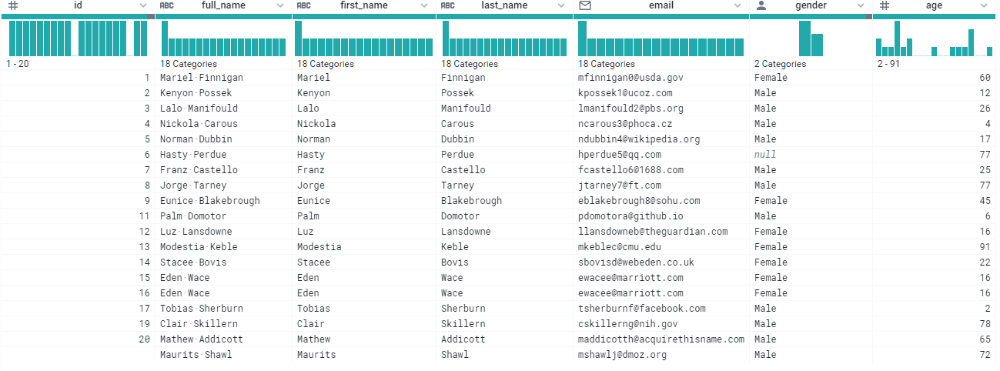 # id ABC full_name ABC first_name ABC last_name email gender # age
1 - 20 18 Categories 18 Categories 18 Categories 18 Categories 2 Categories 2 - 91
1 Mariel·Finnigan Mariel Finnigan mfinnigan0@usda.gov Female 60
2 Kenyon·Possek Kenyon Possek kpossek1@ucoz.com Male 12
3 Lalo·Manifould Lalo Manifould lmanifould2@pbs.org Male 26
4 Nickola·Carous Nickola Carous ncarous3@phoca.cz Male 4
5 Norman·Dubbin Norman Dubbin ndubbin4@wikipedia.org Male 17
6 Hasty·Perdue Hasty Perdue hperdue5@qq.com null 77
7 Franz·Castello Franz Castello fcastello6@1688.com Male 25
8 Jorge·Tarney Jorge Tarney jtarney7@ft.com Male 77
9 Eunice·Blakebrough Eunice Blakebrough eblakebrough8@sohu.com Female 45
11 Palm·Domotor Palm Domotor pdomotora@github.io Male 6
12 Luz·Lansdowne Luz Lansdowne llansdowneb@theguardian.com Female 16
13 Modestia·Keble Modestia Keble mkeblec@cmu.edu Female 91
14 Stacee·Bovis Stacee Bovis sbovisd@webeden.co.uk Female 22
15 Eden·Wace Eden Wace ewacee@marriott.com Female 16
16 Eden·Wace Eden Wace ewacee@marriott.com Female 16
17 Tobias·Sherburn Tobias Sherburn tsherburnf@facebook.com Male 2
19 Clair·Skillern Clair Skillern cskillerng@nih.gov Male 78
20 Mathew·Addicott Mathew Addicott maddicotth@acquirethisname.com Male 65
Maurits·Shawl Maurits Shawl mshawlj@dmoz.org Male 72